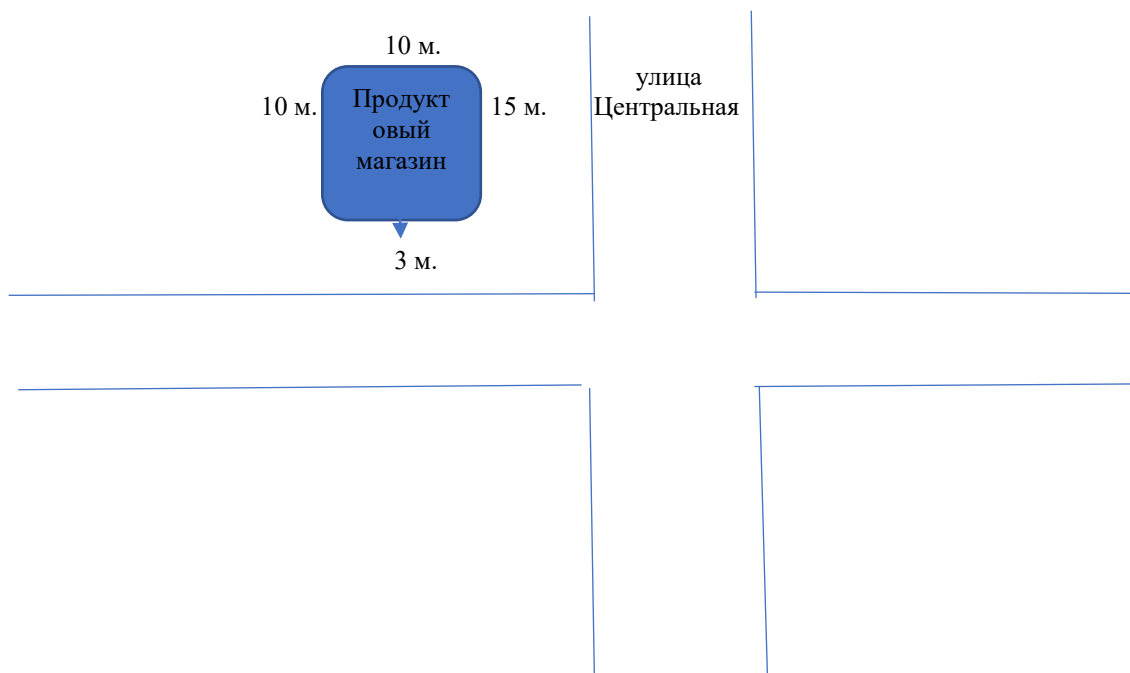 10 м.
10 м.
Продукт
овый
магазин
15 м.
3 м.
улица
Центральная